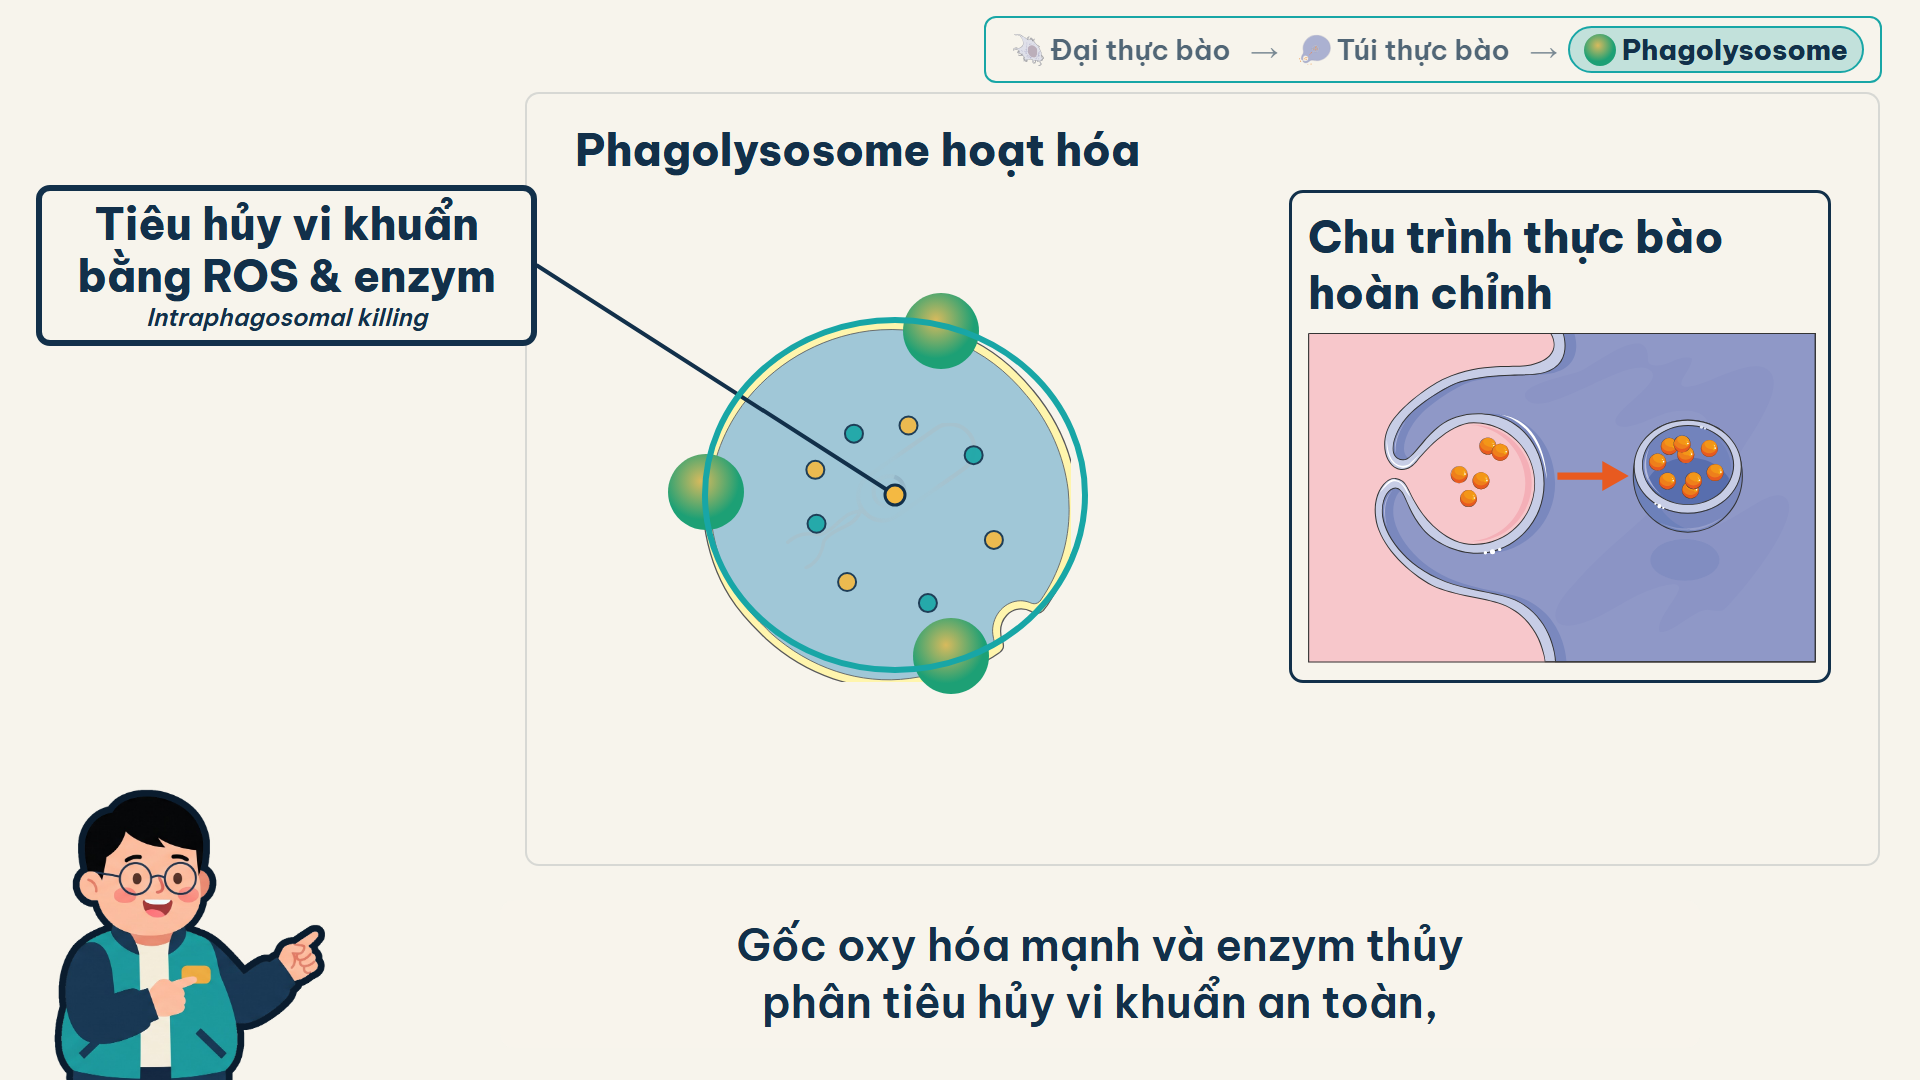 Đại thực bào → Túi thực bào → Phagolysosome
Phagolysosome hoạt hóa
Tiêu hủy vi khuẩn
bằng ROS & enzym
Intraphagosomal killing
Chu trình thực bào
hoàn chỉnh
Gốc oxy hóa mạnh và enzym thủy
phân tiêu hủy vi khuẩn an toàn,